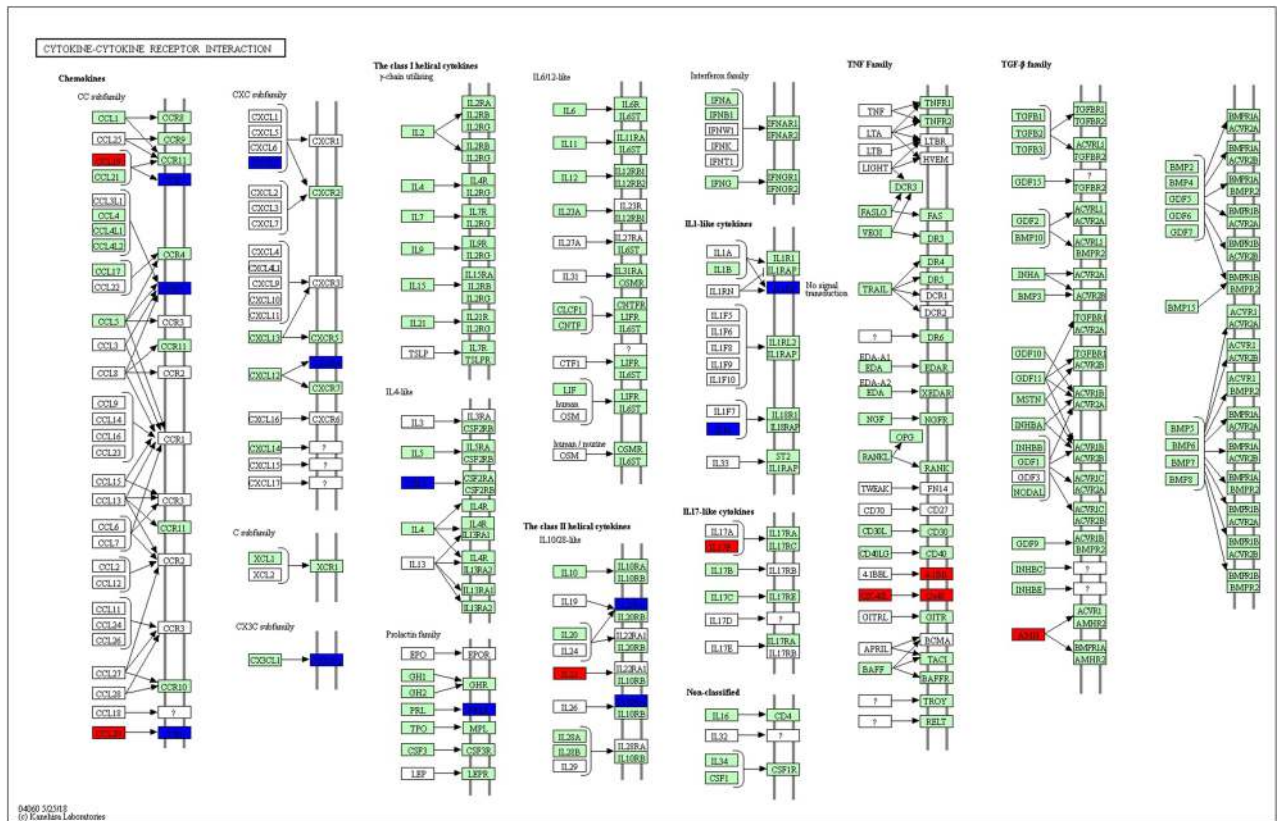 CYTOKINE-CYTOKINE RECEPTOR INTERACTION
Chemokines
CC subfamily
CCL1
CCR8
CCL25
CCR9
CCR11
CCL21
CCL3L1
CCL4
CCL4L1
CCL4L2
CCR4
CCL17
CCL22
CCL5
CCR3
CCL3
CCR11
CCL8
CCR2
CCL9
CCL14
CCL16
CCL23
CCR1
CCL15
CCL13
CCR3
CCR11
CCL6
CCL7
CCR2
CCL2
CCL12
CCL11
CCL24
CCL26
CCR3
CCL27
CCL28
CCR10
CCL18
?
CXC subfamily
CXCL1
CXCL5
CXCL6
CXCR1
CXCL2
CXCL3
CXCL7
CXCR2
CXCL4
CXCL4L1
CXCL9
CXCL10
CXCL11
CXCR3
CXCL13
CXCR5
CXCL12
CXCR7
CXCL16
CXCR6
CXCL14
?
CXCL15
?
CXCL17
?
C subfamily
XCL1
XCL2
XCR1
CX3C subfamily
CX3CL1
The class I helical cytokines
γ-chain utilizing
IL2
IL2RA
IL2RB
IL2RG
IL2RB
IL2RG
IL4
IL4R
IL2RG
IL7
IL7R
IL2RG
IL9
IL9R
IL2RG
IL15
IL15RA
IL2RB
IL2RG
IL21
IL21R
IL2RG
TSLP
IL7R
TSLPR
IL4-like
IL3
IL3RA
CSF2RB
IL5
IL5RA
CSF2RB
CSF2RA
CSF2RB
IL4
IL4R
IL4R
IL13RA1
IL13
IL4R
IL13RA2
IL13RA1
IL13RA2
Prolactin family
EPO
EPOR
GH1
GH2
GHR
PRL
TPO
MPL
CSF3
CSF3R
LEP
LEPR
IL6/12-like
IL6
IL6R
IL6ST
IL11
IL11RA
IL6ST
IL12
IL12RB1
IL12RB2
IL23A
IL23R
IL12RB1
IL27A
IL27RA
IL6ST
IL31
IL31RA
OSMR
CLCF1
CNTF
CNTFR
LIFR
IL6ST
CTF1
?
LIFR
IL6ST
LIF
human
OSM
LIFR
IL6ST
human / murine
OSM
OSMR
IL6ST
The class II helical cytokines
IL10/28-like
IL10
IL10RA
IL10RB
IL19
IL20RB
IL20
IL24
IL22RA1
IL20RB
IL22RA1
IL10RB
IL26
IL10RB
IL28A
IL28B
IL29
IL28RA
IL10RB
Interferon family
IFNA
IFNB1
IFNW1
IFNK
IFNT1
IFNAR1
IFNAR2
IFNG
IFNGR1
IFNGR2
IL1-like cytokines
IL1A
IL1B
IL1R1
IL1RAP
IL1RN
No signal
transduction
IL1F5
IL1F6
IL1F8
IL1F9
IL1F10
IL1RL2
IL1RAP
IL1F7
IL18R1
IL18RAP
IL33
ST2
IL1RAP
IL17-like cytokines
IL17A
IL17RA
IL17RC
IL17B
IL17RB
IL17C
IL17RE
IL17D
?
IL17E
IL17RA
IL17RB
Non-classified
IL16
CD4
IL32
?
IL34
CSF1
CSF1R
TNF Family
TNF
TNFR1
LTA
TNFR2
LTB
LTBR
LIGHT
HVEM
DCR3
FASLG
FAS
VEGI
DR3
TRAIL
DR4
DR5
DCR1
DCR2
?
DR6
EDA-A1
EDA
EDAR
EDA-A2
EDA
XEDAR
NGF
NGFR
OPG
RANKL
RANK
TWEAK
FN14
CD70
CD27
CD30L
CD30
CD40LG
CD40
41BBL
GITRL
GITR
APRIL
BCMA
TACI
BAFF
BAFFR
?
TROY
?
RELT
TGF-β family
TGFB1
TGFB2
TGFB3
TGFBR1
TGFBR2
ACVRL1
TGFBR2
GDF15
?
TGFBR2
GDF2
BMP10
ACVRL1
ACVR2A
ACVRL1
BMPR2
INHA
ACVR2A
BMP3
ACVR2B
TGFBR1
ACVR2A
GDF10
GDF11
MSTN
INHBA
TGFBR1
ACVR2B
ACVR1B
ACVR2A
INHBB
GDF1
GDF3
NODAL
ACVR1B
ACVR2B
ACVR1C
ACVR2A
ACVR1C
ACVR2B
GDF9
ACVR1B
BMPR2
INHBC
?
INHBE
?
ACVR1
AMHR2
BMPR1A
AMHR2
BMP2
BMP4
GDF5
GDF6
GDF7
BMP15
BMPR1A
ACVR2A
BMPR1A
ACVR2B
BMPR1A
BMPR2
BMPR1B
ACVR2A
BMPR1B
ACVR2B
BMPR1B
BMPR2
BMP5
BMP6
BMP7
BMP8
ACVR1
ACVR2A
ACVR1
ACVR2B
ACVR1
BMPR2
BMPR1A
ACVR2A
BMPR1A
ACVR2B
BMPR1A
BMPR2
BMPR1B
ACVR2A
BMPR1B
ACVR2B
BMPR1B
BMPR2
04060 5/25/18
(c) Kanehisa Laboratories